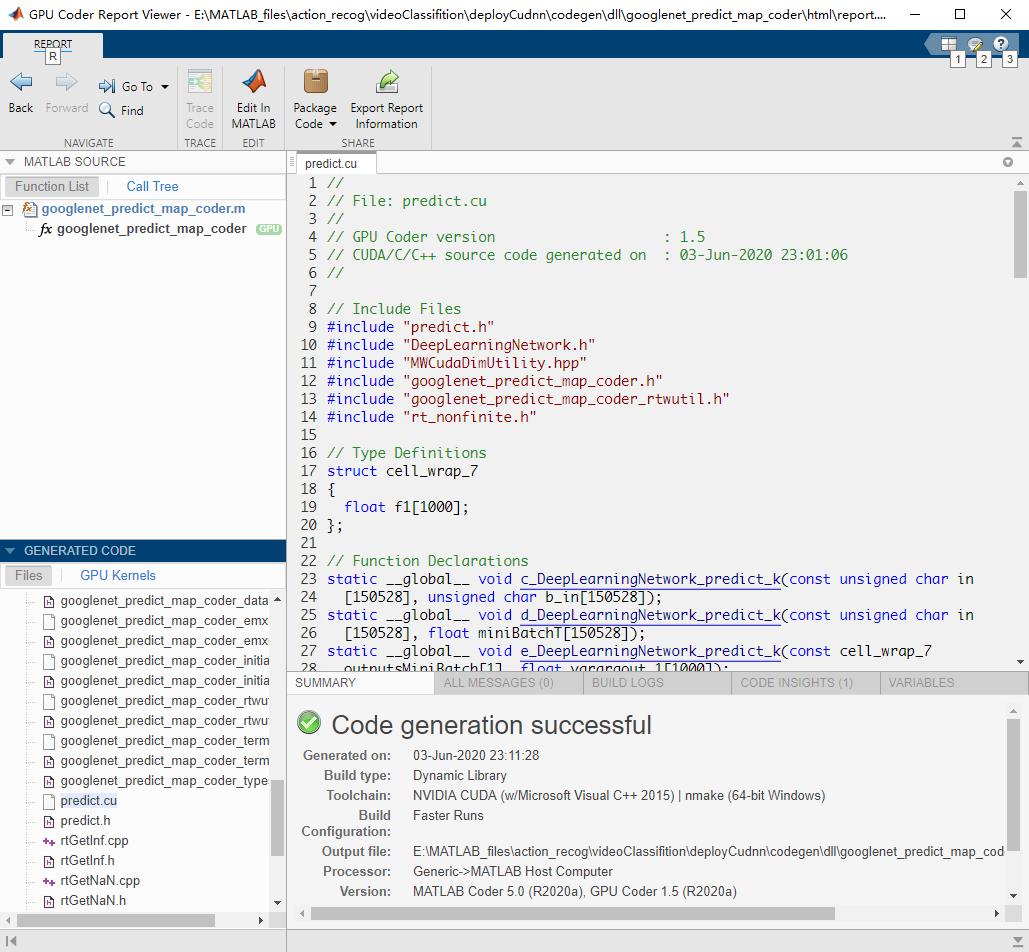 GPU Coder Report Viewer - E:\MATLAB_files\action_recog\videoClassifition\deployCudnn\codegen\dll\googlenet_predict_map_coder\html\report....
REPORT
R
1
2
3
Back
Forward
Go To
Find
NAVIGATE
Trace
Code
TRACE
Edit In
MATLAB
EDIT
Package
Code
Export Report
Information
SHARE
MATLAB SOURCE
Function List
Call Tree
googlenet_predict_map_coder.m
fx googlenet_predict_map_coder GPU
predict.cu
1 //
2 // File: predict.cu
3 //
4 // GPU Coder version : 1.5
5 // CUDA/C/C++ source code generated on : 03-Jun-2020 23:01:06
6 //
7
8 // Include Files
9 #include "predict.h"
10 #include "DeepLearningNetwork.h"
11 #include "MWCudaDimUtility.hpp"
12 #include "googlenet_predict_map_coder.h"
13 #include "googlenet_predict_map_coder_rtwutil.h"
14 #include "rt_nonfinite.h"
15
16 // Type Definitions
17 struct cell_wrap_7
18 {
19 float f1[1000];
20 };
21
22 // Function Declarations
23 static __global__ void c_DeepLearningNetwork_predict_k(const unsigned char in
24 [150528], unsigned char b_in[150528]);
25 static __global__ void d_DeepLearningNetwork_predict_k(const unsigned char in
26 [150528], float miniBatchT[150528]);
27 static __global__ void e_DeepLearningNetwork_predict_k(const cell_wrap_7
28 outputsMiniBatch[1], float varargout_1[1000]);
GENERATED CODE
Files
GPU Kernels
googlenet_predict_map_coder_data
googlenet_predict_map_coder_emx
googlenet_predict_map_coder_emx
googlenet_predict_map_coder_initia
googlenet_predict_map_coder_initia
googlenet_predict_map_coder_rtwu
googlenet_predict_map_coder_rtwu
googlenet_predict_map_coder_term
googlenet_predict_map_coder_term
googlenet_predict_map_coder_type
predict.cu
predict.h
rtGetInf.cpp
rtGetInf.h
rtGetNaN.cpp
rtGetNaN.h
SUMMARY
ALL MESSAGES (0)
BUILD LOGS
CODE INSIGHTS (1)
VARIABLES
Code generation successful
Generated on: 03-Jun-2020 23:11:28
Build type: Dynamic Library
Toolchain: NVIDIA CUDA (w/Microsoft Visual C++ 2015) | nmake (64-bit Windows)
Build Faster Runs
Configuration:
Output file: E:\MATLAB_files\action_recog\videoClassifition\deployCudnn\codegen\dll\googlenet_predict_map_cod
Processor: Generic->MATLAB Host Computer
Version: MATLAB Coder 5.0 (R2020a), GPU Coder 1.5 (R2020a)